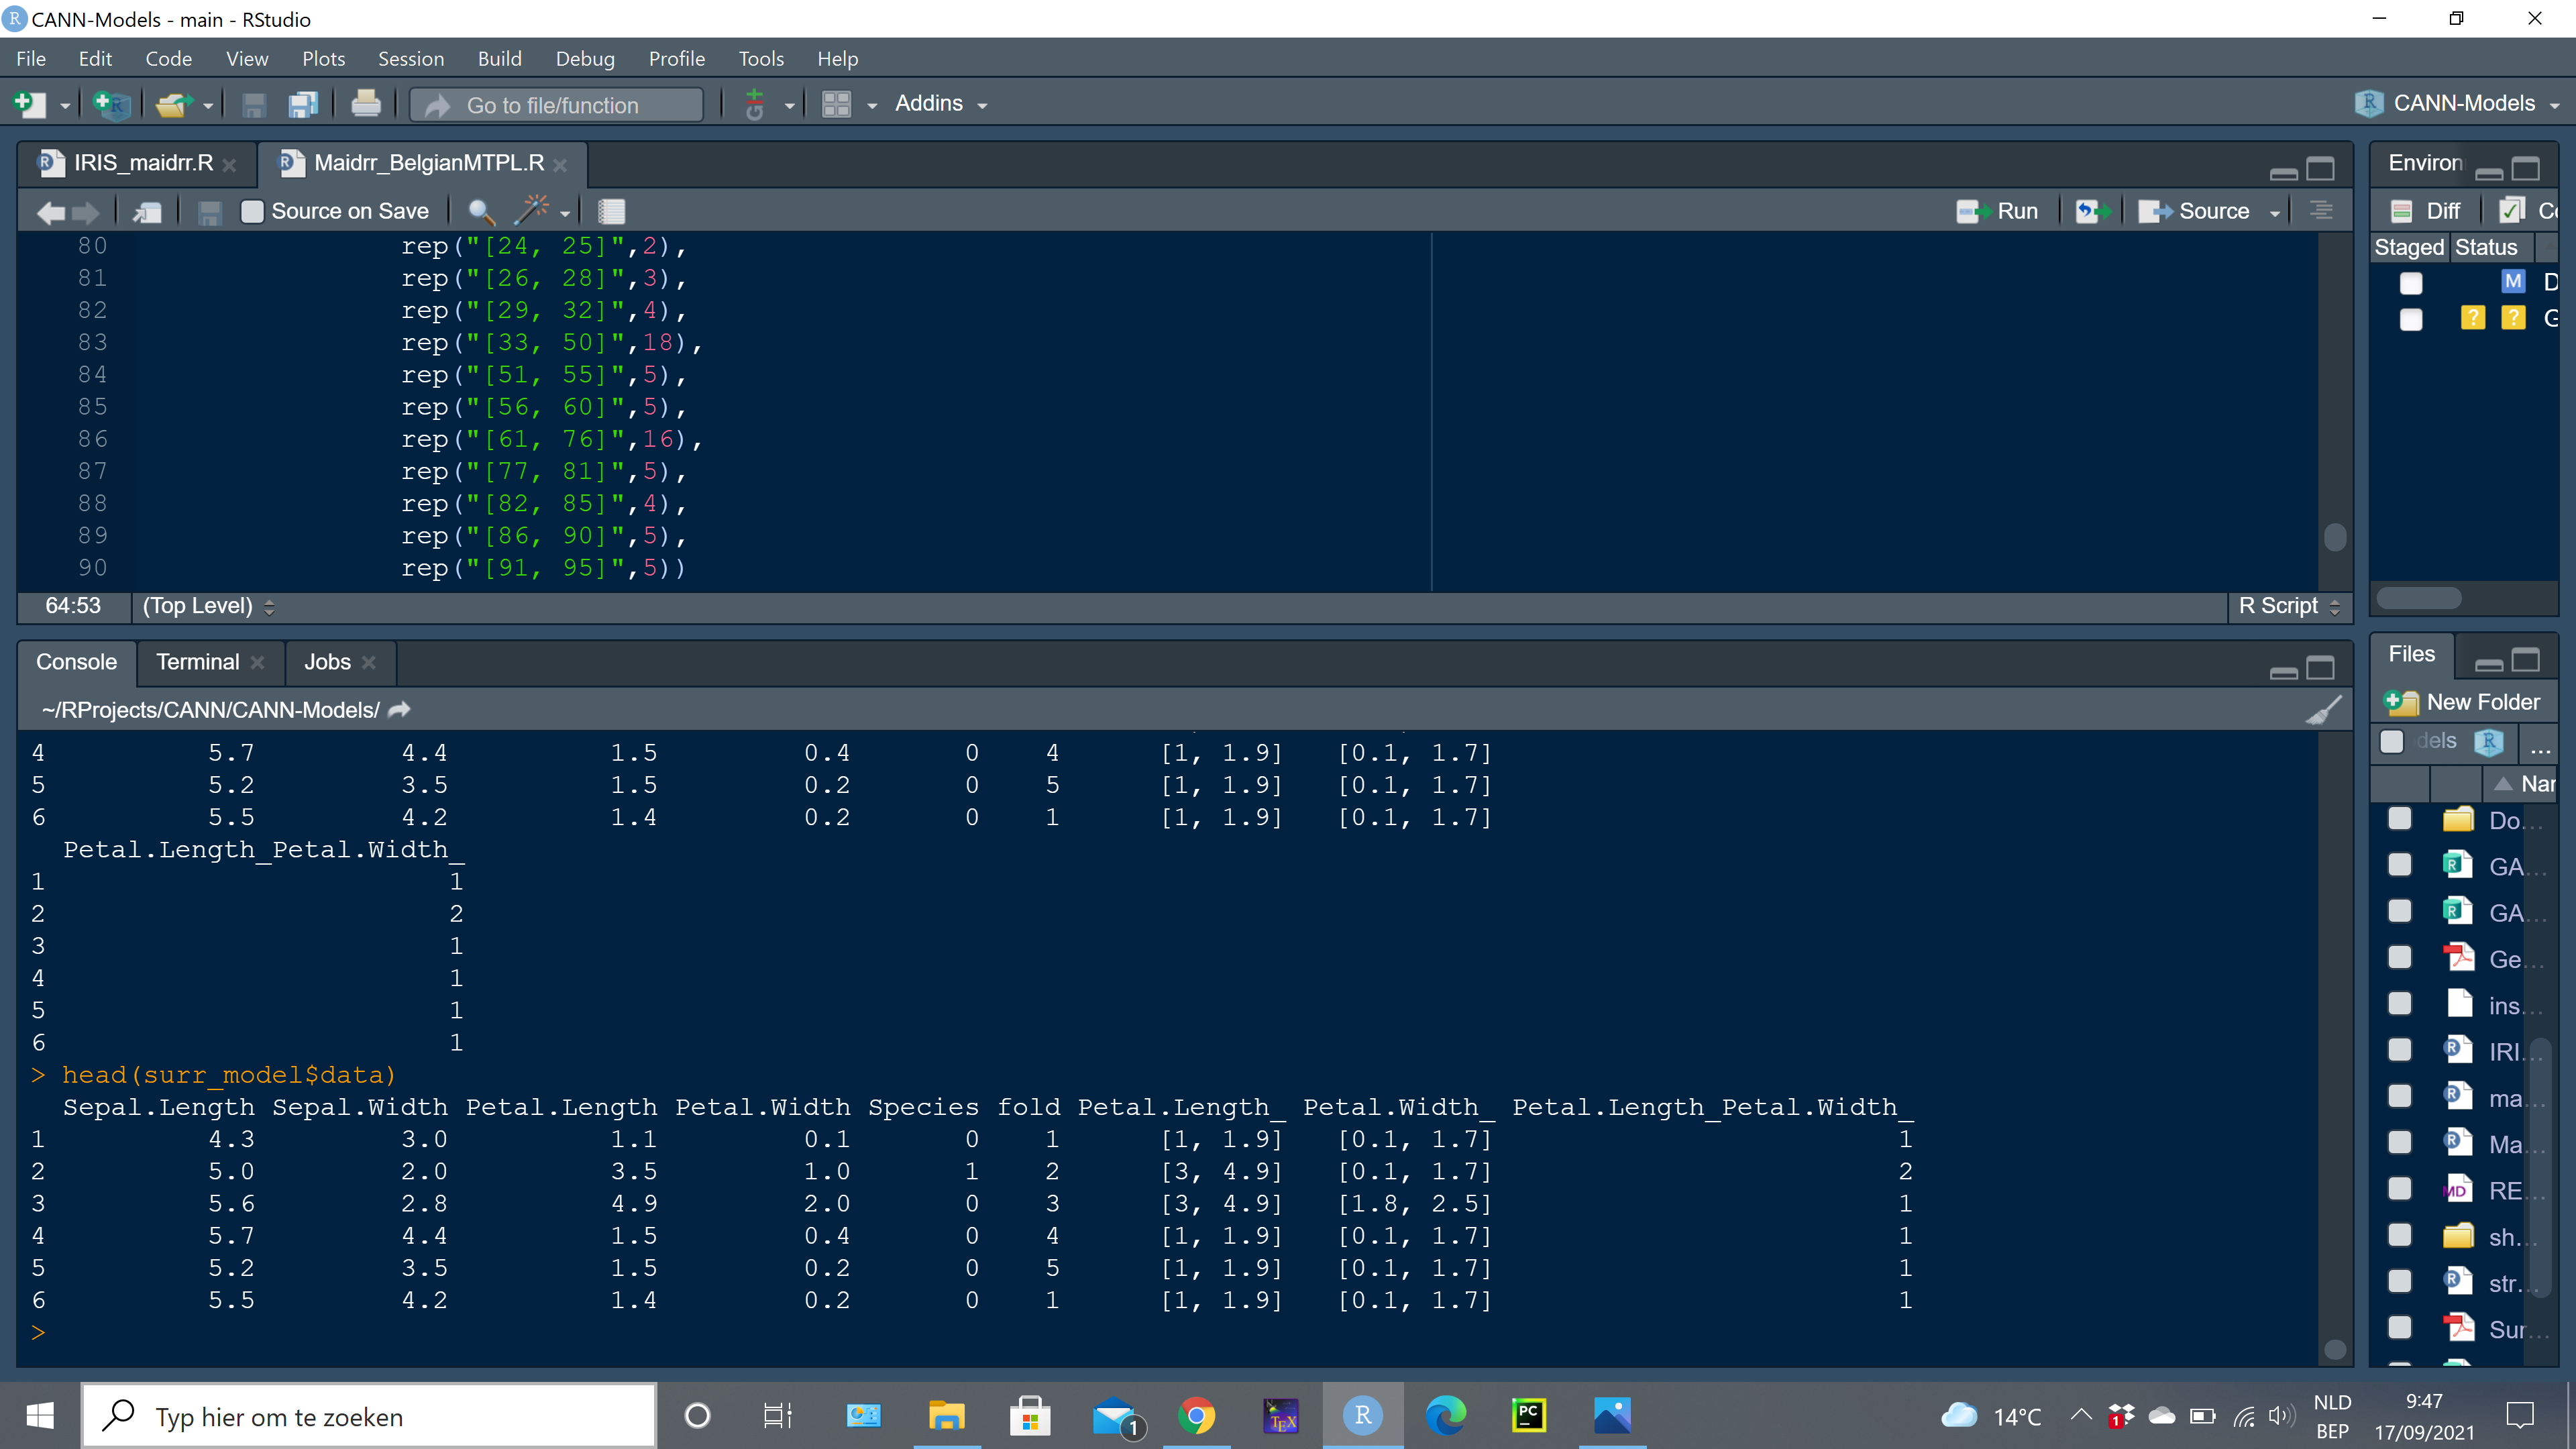 CANN-Models - main - RStudio
File Edit Code View Plots Session Build Debug Profile Tools Help
Go to file/function Addins CANN-Models
IRIS_maidrr.R Maidrr_BelgianMTPL.R
Source on Save Run Source
80 rep("[24, 25]",2),
81 rep("[26, 28]",3),
82 rep("[29, 32]",4),
83 rep("[33, 50]",18),
84 rep("[51, 55]",5),
85 rep("[56, 60]",5),
86 rep("[61, 76]",16),
87 rep("[77, 81]",5),
88 rep("[82, 85]",4),
89 rep("[86, 90]",5),
90 rep("[91, 95]",5))
64:53 (Top Level) R Script
Console Terminal Jobs
~/RProjects/CANN/CANN-Models/
4 5.7 4.4 1.5 0.4 0 4 [1, 1.9] [0.1, 1.7]
5 5.2 3.5 1.5 0.2 0 5 [1, 1.9] [0.1, 1.7]
6 5.5 4.2 1.4 0.2 0 1 [1, 1.9] [0.1, 1.7]
Petal.Length_Petal.Width_
1 1
2 2
3 1
4 1
5 1
6 1
> head(surr_model$data)
Sepal.Length Sepal.Width Petal.Length Petal.Width Species fold Petal.Length_ Petal.Width_ Petal.Length_Petal.Width_
1 4.3 3.0 1.1 0.1 0 1 [1, 1.9] [0.1, 1.7] 1
2 5.0 2.0 3.5 1.0 1 2 [3, 4.9] [0.1, 1.7] 2
3 5.6 2.8 4.9 2.0 0 3 [3, 4.9] [1.8, 2.5] 1
4 5.7 4.4 1.5 0.4 0 4 [1, 1.9] [0.1, 1.7] 1
5 5.2 3.5 1.5 0.2 0 5 [1, 1.9] [0.1, 1.7] 1
6 5.5 4.2 1.4 0.2 0 1 [1, 1.9] [0.1, 1.7] 1
>
Environ
Diff
Staged Status
M
? ?
Files
New Folder
dels ...
Do...
GA...
GA...
Ge...
ins...
IRI...
ma...
Ma...
RE...
sh...
str...
Sur...
Typ hier om te zoeken
1
14°C
1
NLD
BEP
9:47
17/09/2021